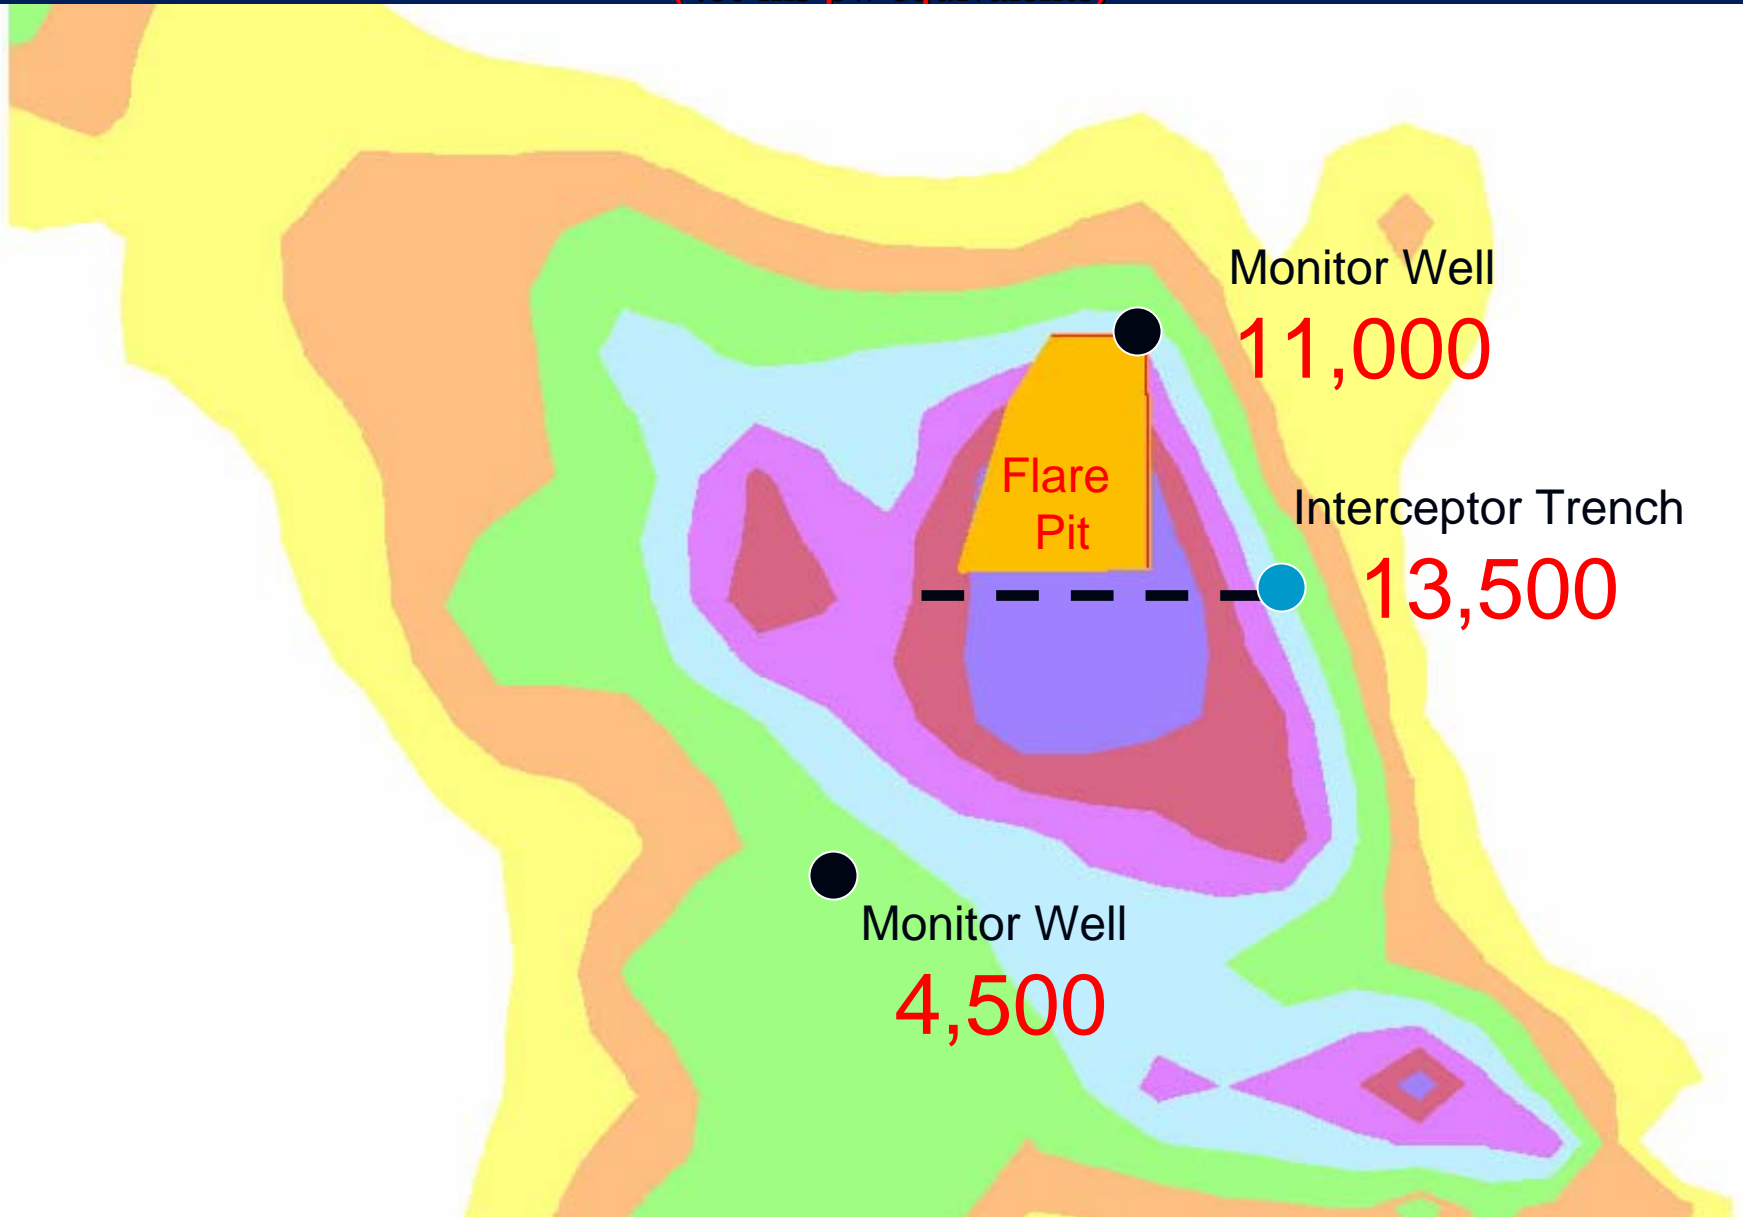 Monitor Well
11,000
Flare
Pit
Interceptor Trench
13,500
Monitor Well
4,500